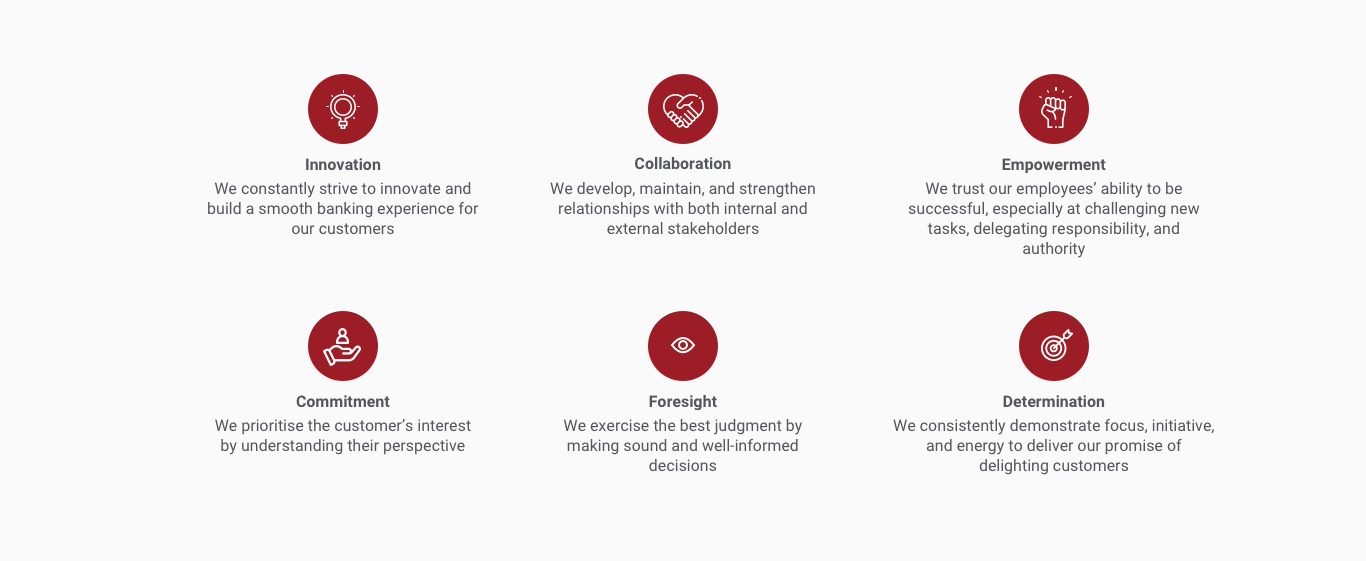 Innovation
We constantly strive to innovate and
build a smooth banking experience for
our customers
Collaboration
We develop, maintain, and strengthen
relationships with both internal and
external stakeholders
Empowerment
We trust our employees’ ability to be
successful, especially at challenging new
tasks, delegating responsibility, and
authority
Commitment
We prioritise the customer’s interest
by understanding their perspective
Foresight
We exercise the best judgment by
making sound and well-informed
decisions
Determination
We consistently demonstrate focus, initiative,
and energy to deliver our promise of
delighting customers